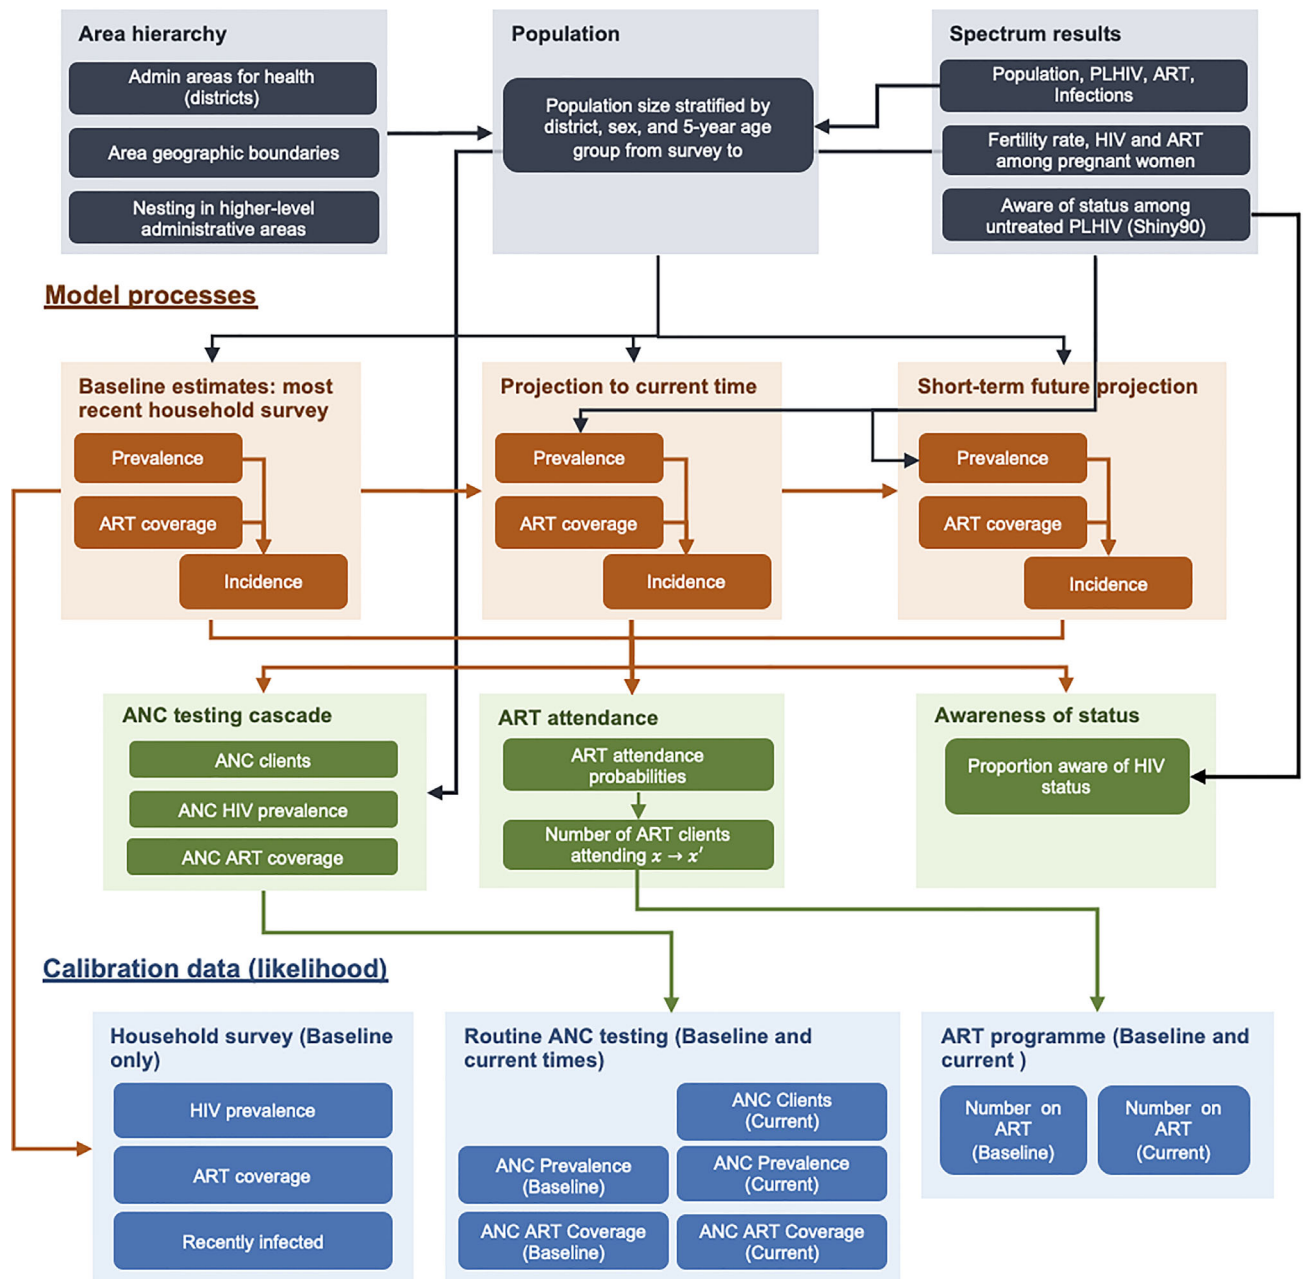 Area hierarchy
Admin areas for health
(districts)
Area geographic boundaries
Nesting in higher-level
administrative areas
Population
Population size stratified by
district, sex, and 5-year age
group from survey to
Spectrum results
Population, PLHIV, ART,
Infections
Fertility rate, HIV and ART
among pregnant women
Aware of status among
untreated PLHIV (Shiny90)
Model processes
Baseline estimates: most
recent household survey
Prevalence
ART coverage
Incidence
Projection to current time
Prevalence
ART coverage
Incidence
Short-term future projection
Prevalence
ART coverage
Incidence
ANC testing cascade
ANC clients
ANC HIV prevalence
ANC ART coverage
ART attendance
ART attendance
probabilities
Number of ART clients
attending x → x′
Awareness of status
Proportion aware of HIV
status
Calibration data (likelihood)
Household survey (Baseline
only)
HIV prevalence
ART coverage
Recently infected
Routine ANC testing (Baseline and
current times)
ANC Clients
(Current)
ANC Prevalence
(Baseline)
ANC Prevalence
(Current)
ANC ART Coverage
(Baseline)
ANC ART Coverage
(Current)
ART programme (Baseline and
current )
Number on
ART
(Baseline)
Number on
ART
(Current)